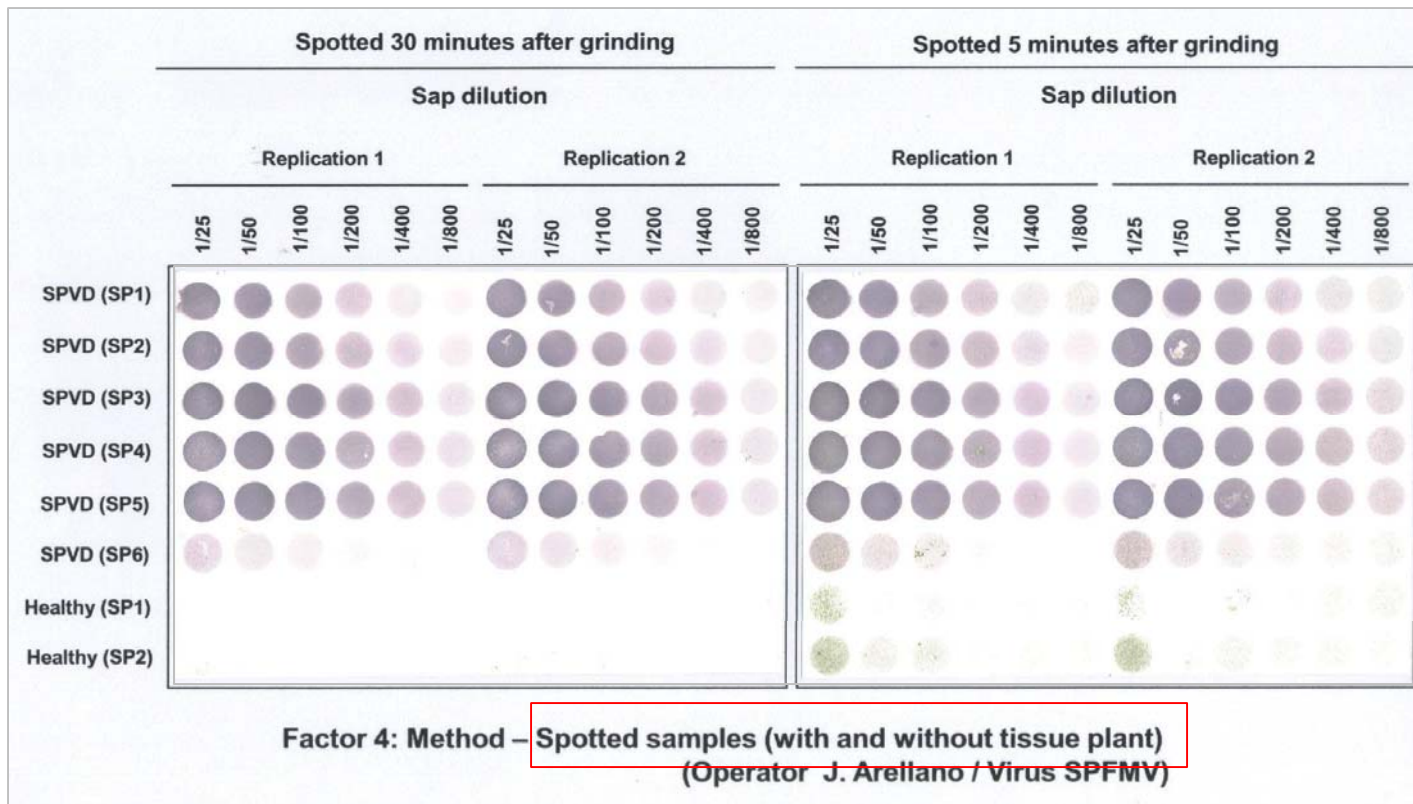 Spotted 30 minutes after grinding Spotted 5 minutes after grinding
Sap dilution Sap dilution
Replication 1 Replication 2 Replication 1 Replication 2
1/25 1/50 1/100 1/200 1/400 1/800 1/25 1/50 1/100 1/200 1/400 1/800 1/25 1/50 1/100 1/200 1/400 1/800 1/25 1/50 1/100 1/200 1/400 1/800
SPVD (SP1)
SPVD (SP2)
SPVD (SP3)
SPVD (SP4)
SPVD (SP5)
SPVD (SP6)
Healthy (SP1)
Healthy (SP2)
Factor 4: Method – Spotted samples (with and without tissue plant)
(Operator J. Arellano / Virus SPFMV)